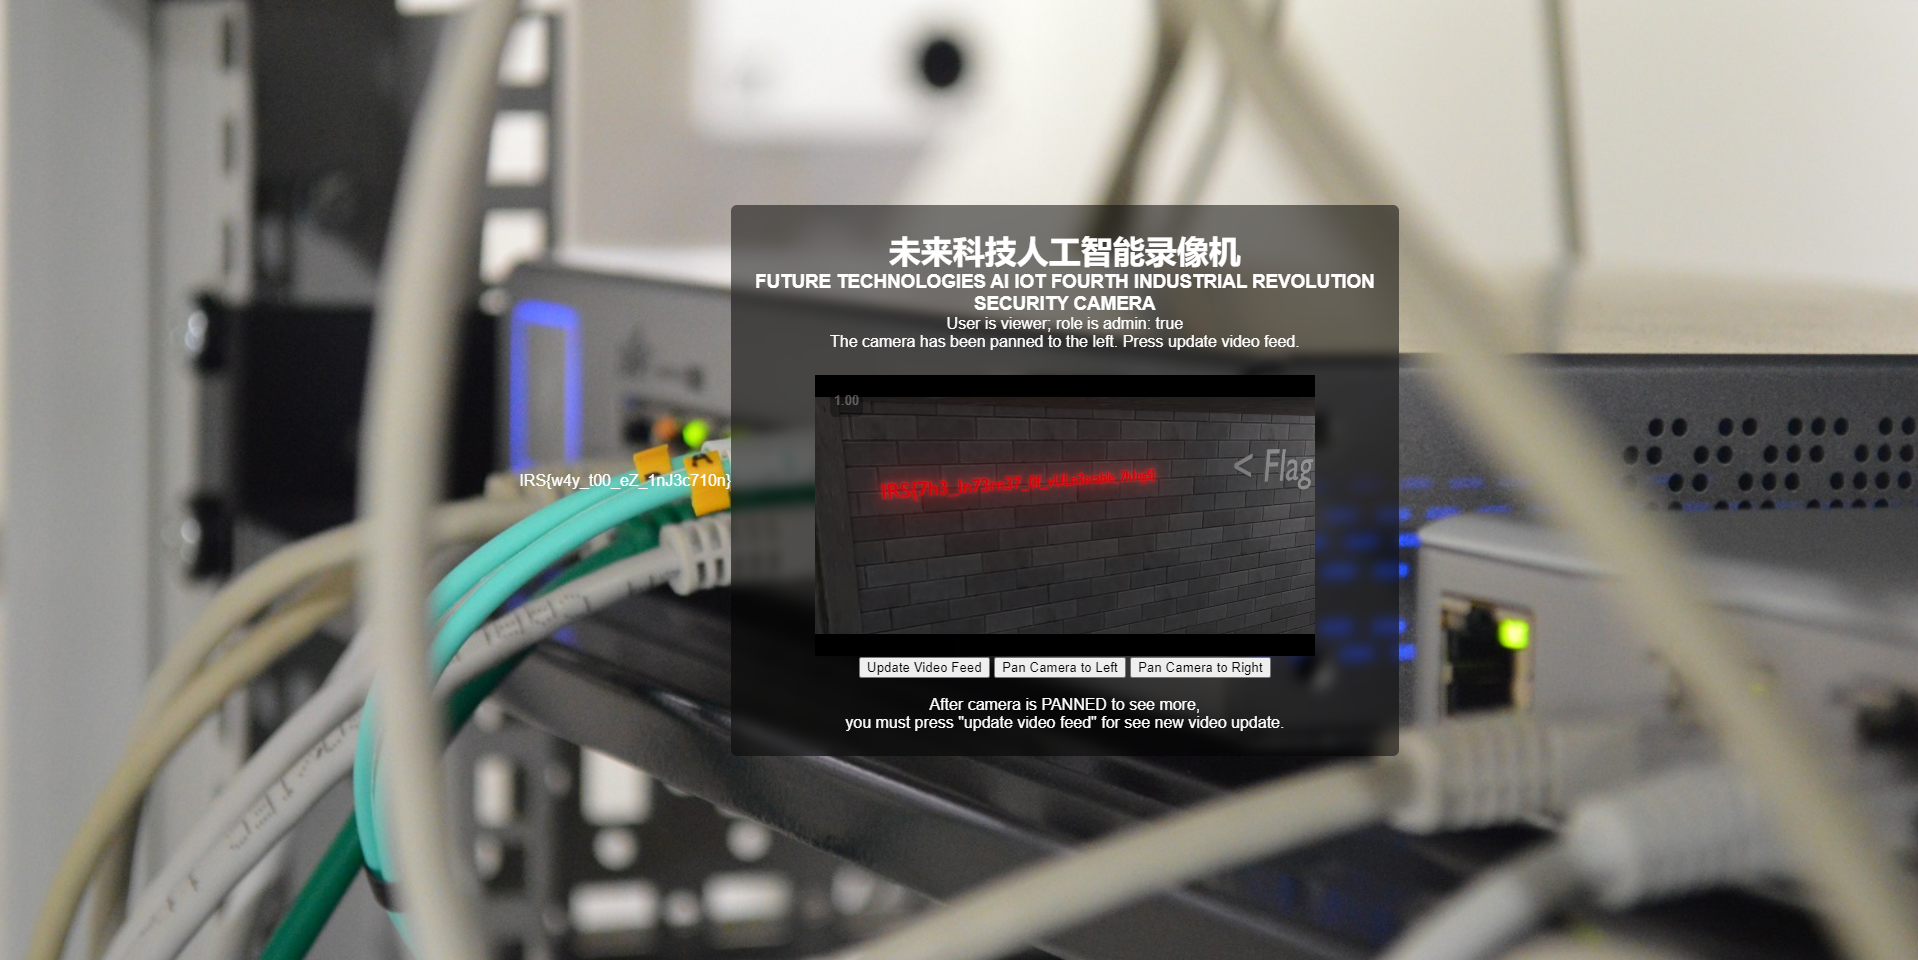 未来科技人工智能录像机
FUTURE TECHNOLOGIES AI IOT FOURTH INDUSTRIAL REVOLUTION
SECURITY CAMERA
User is viewer; role is admin: true
The camera has been panned to the left. Press update video feed.
1.00
< Flag
IRS{w4y_t00_eZ_1nJ3c710n}
Update Video Feed
Pan Camera to Left
Pan Camera to Right
After camera is PANNED to see more,
you must press "update video feed" for see new video update.